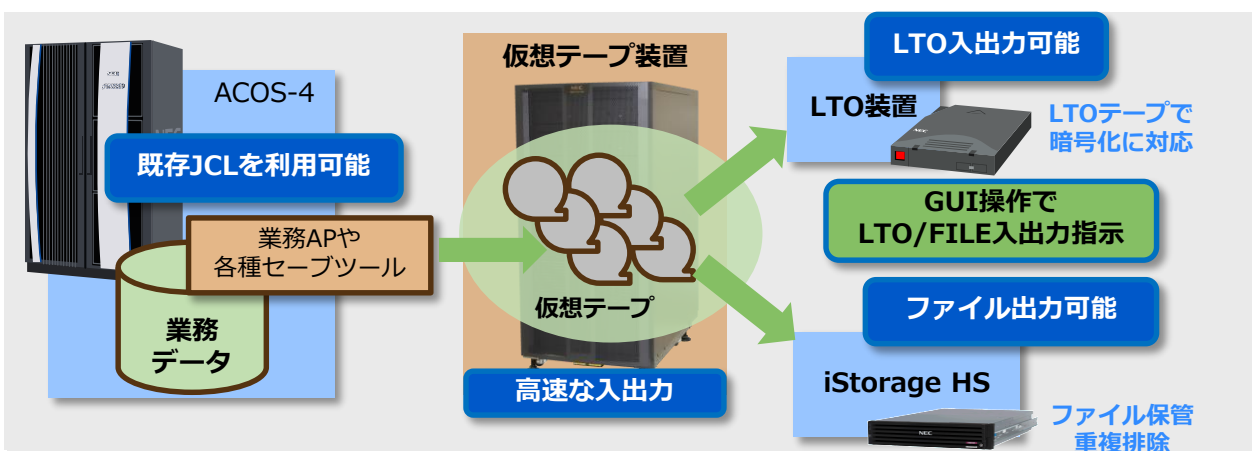 ACOS-4
既存JCLを利用可能
業務APや
各種セーブツール
業務
データ
仮想テープ装置
NEC
仮想テープ
高速な入出力
LTO入出力可能
LTO装置
NEC
LTOテープで
暗号化に対応
GUI操作で
LTO/FILE入出力指示
ファイル出力可能
iStorage HS
NEC
ファイル保管
重複排除